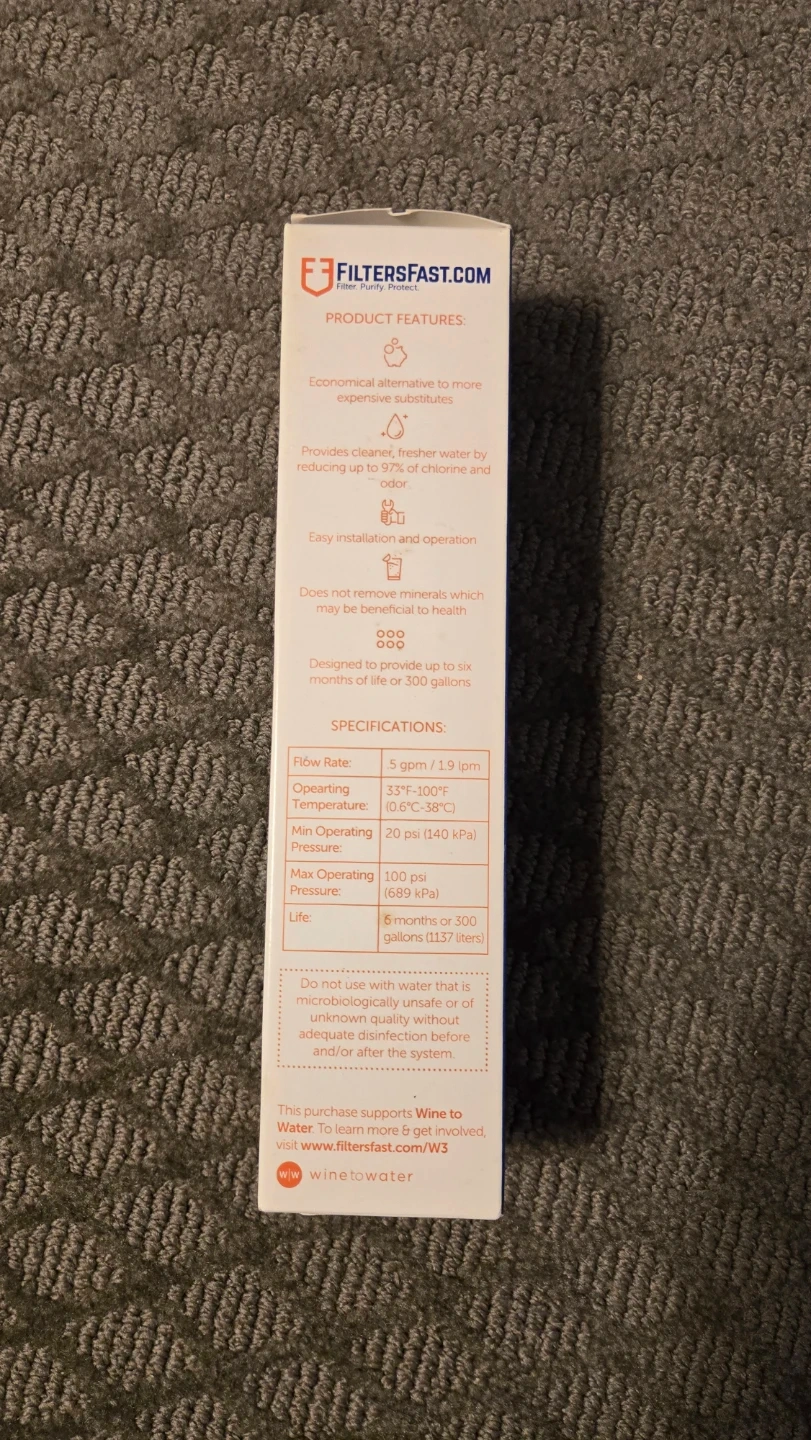 FILTERSFAST.COM
Filter. Purify. Protect.
PRODUCT FEATURES:
Economical alternative to more
expensive substitutes
Provides cleaner, fresher water by
reducing up to 97% of chlorine and
odor
Easy installation and operation
Does not remove minerals which
may be beneficial to health
Designed to provide up to six
months of life or 300 gallons
SPECIFICATIONS:
Flow Rate: .5 gpm / 1.9 lpm
Opearting 33°F-100°F
Temperature: (0.6°C-38°C)
Min Operating 20 psi (140 kPa)
Pressure:
Max Operating 100 psi
Pressure: (689 kPa)
Life: 6 months or 300
gallons (1137 liters)
Do not use with water that is
microbiologically unsafe or of
unknown quality without
adequate disinfection before
and/or after the system.
This purchase supports Wine to
Water. To learn more & get involved,
visit www.filtersfast.com/W3
w|w winetowater